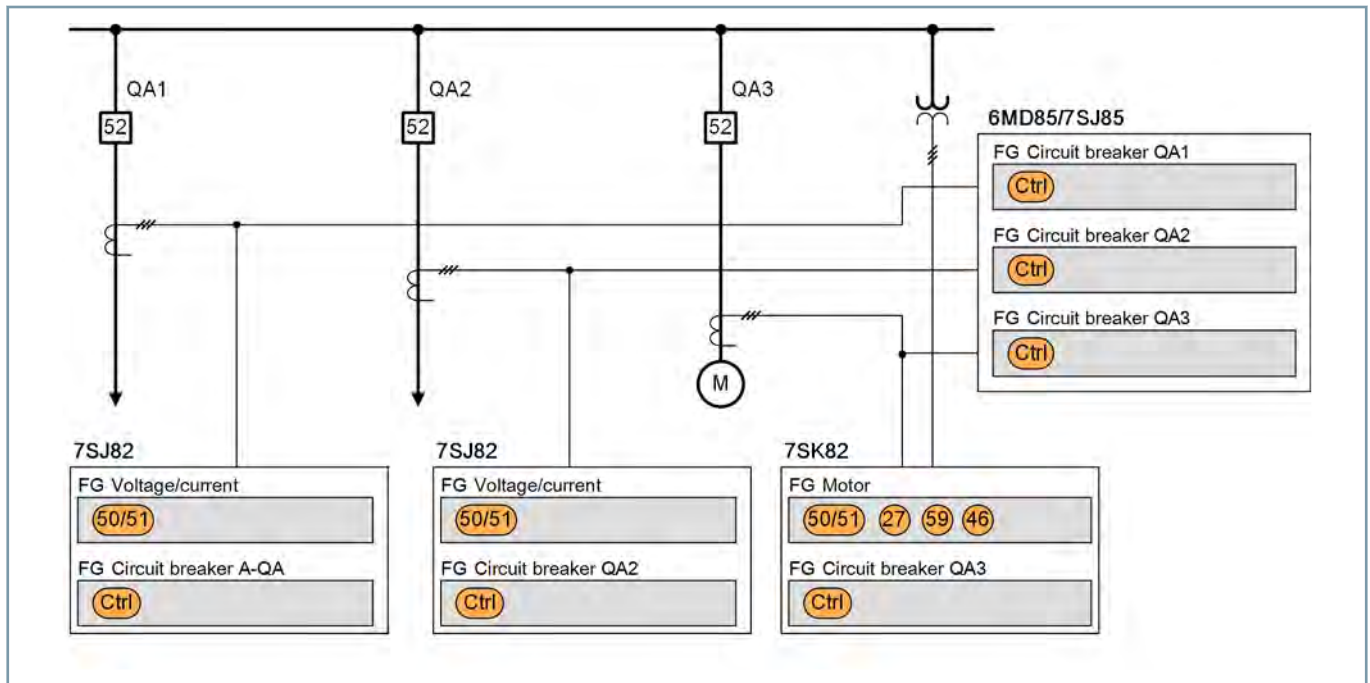 QA1
QA2
QA3
52
52
52
6MD85/7SJ85
FG Circuit breaker QA1
Ctrl
FG Circuit breaker QA2
Ctrl
FG Circuit breaker QA3
Ctrl
M
7SJ82
FG Voltage/current
50/51
FG Circuit breaker A-QA
Ctrl
7SJ82
FG Voltage/current
50/51
FG Circuit breaker QA2
Ctrl
7SK82
FG Motor
50/51 27 59 46
FG Circuit breaker QA3
Ctrl